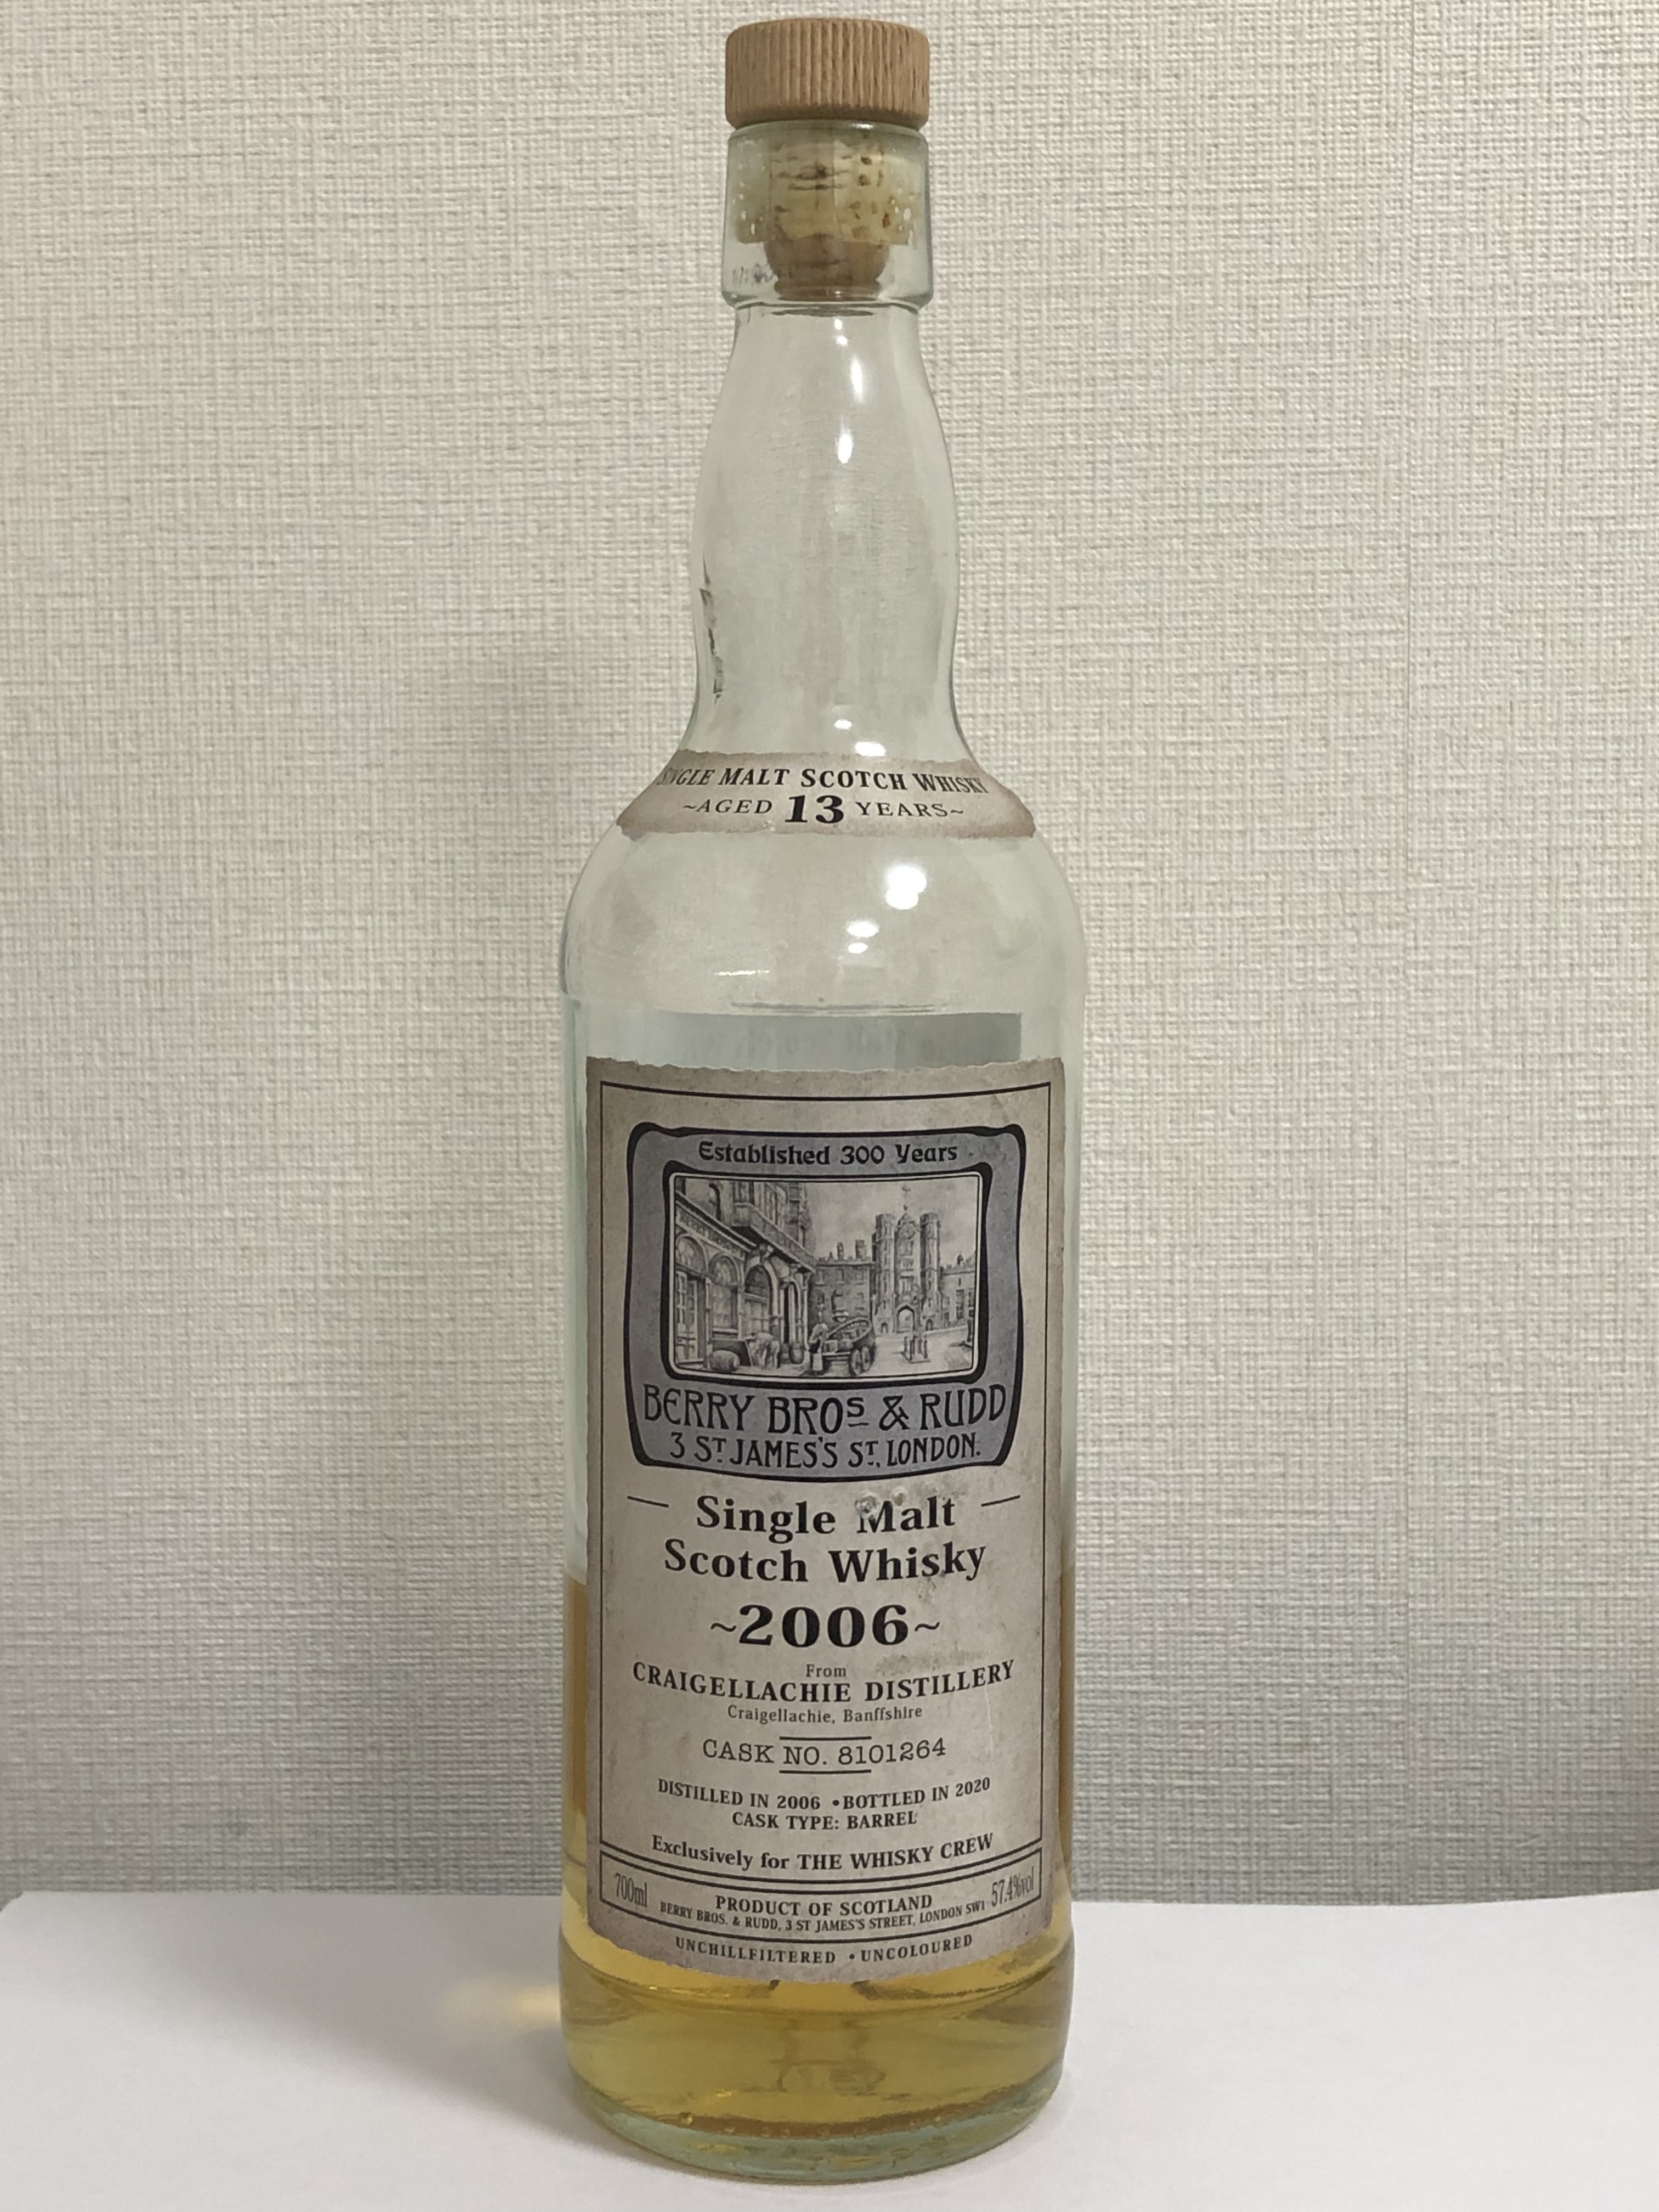 SINGLE MALT SCOTCH WHISKY
~AGED 13 YEARS~
Established 300 Years
BERRY BROS & RUDD
3 ST JAMES'S ST, LONDON.
Single Malt
Scotch Whisky
~2006~
From
CRAIGELLACHIE DISTILLERY
Craigellachie, Banffshire
CASK NO. 8101264
DISTILLED IN 2006 • BOTTLED IN 2020
CASK TYPE: BARREL
Exclusively for THE WHISKY CREW
700ml
PRODUCT OF SCOTLAND
57.4%vol
BERRY BROS. & RUDD, 3 ST JAMES'S STREET, LONDON SW1
UNCHILLFILTERED • UNCOLOURED